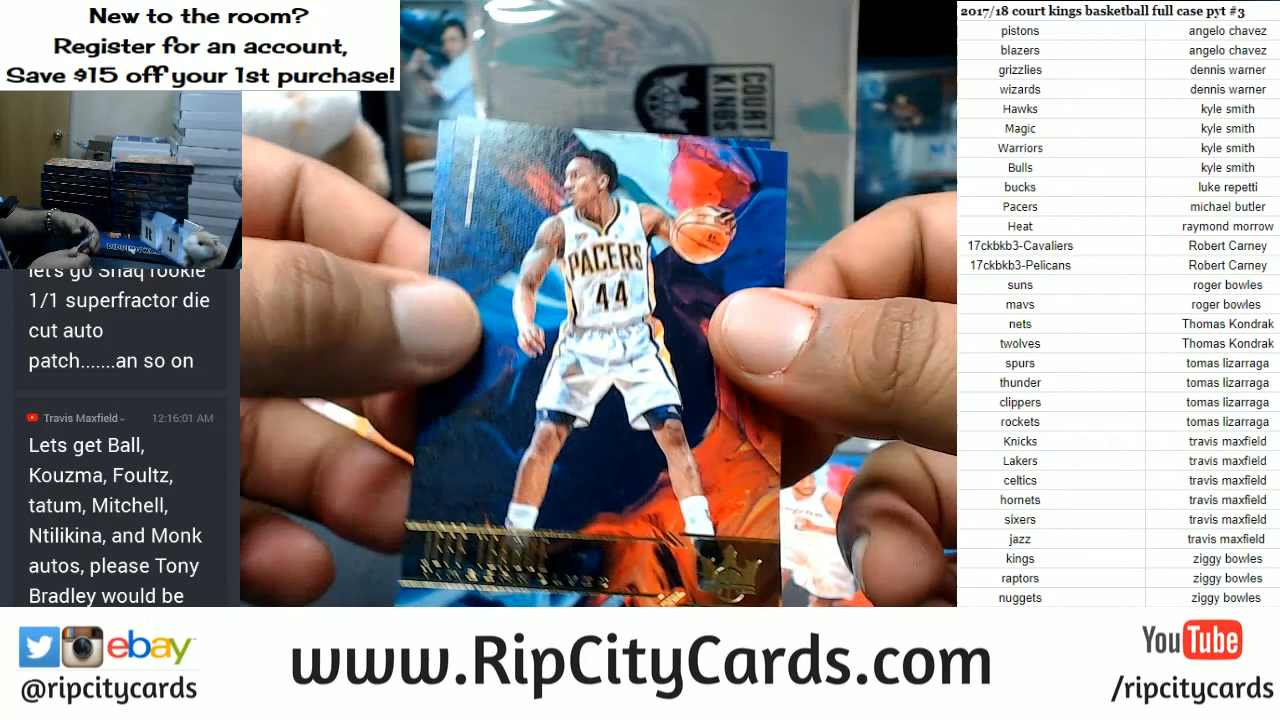 New to the room?
Register for an account,
Save $15 off your 1st purchase!
let's go Shaq rookie
1/1 superfractor die
cut auto
patch.......an so on
Travis Maxfield
12:16:01 AM
Lets get Ball,
Kouzma, Foultz,
tatum, Mitchell,
Ntilikina, and Monk
autos, please Tony
Bradley would be
COURT
KINGS
PACERS
44
R T
2017/18 court kings basketball full case pyt #3
pistons angelo chavez
blazers angelo chavez
grizzlies dennis warner
wizards dennis warner
Hawks kyle smith
Magic kyle smith
Warriors kyle smith
Bulls kyle smith
bucks luke repetti
Pacers michael butler
Heat raymond morrow
17ckbkb3-Cavaliers Robert Carney
17ckbkb3-Pelicans Robert Carney
suns roger bowles
mavs roger bowles
nets Thomas Kondrak
twolves Thomas Kondrak
spurs tomas lizarraga
thunder tomas lizarraga
clippers tomas lizarraga
rockets tomas lizarraga
Knicks travis maxfield
Lakers travis maxfield
celtics travis maxfield
hornets travis maxfield
sixers travis maxfield
jazz travis maxfield
kings ziggy bowles
raptors ziggy bowles
nuggets ziggy bowles
ebay
@ripcitycards
www.RipCityCards.com
YouTube
/ripcitycards